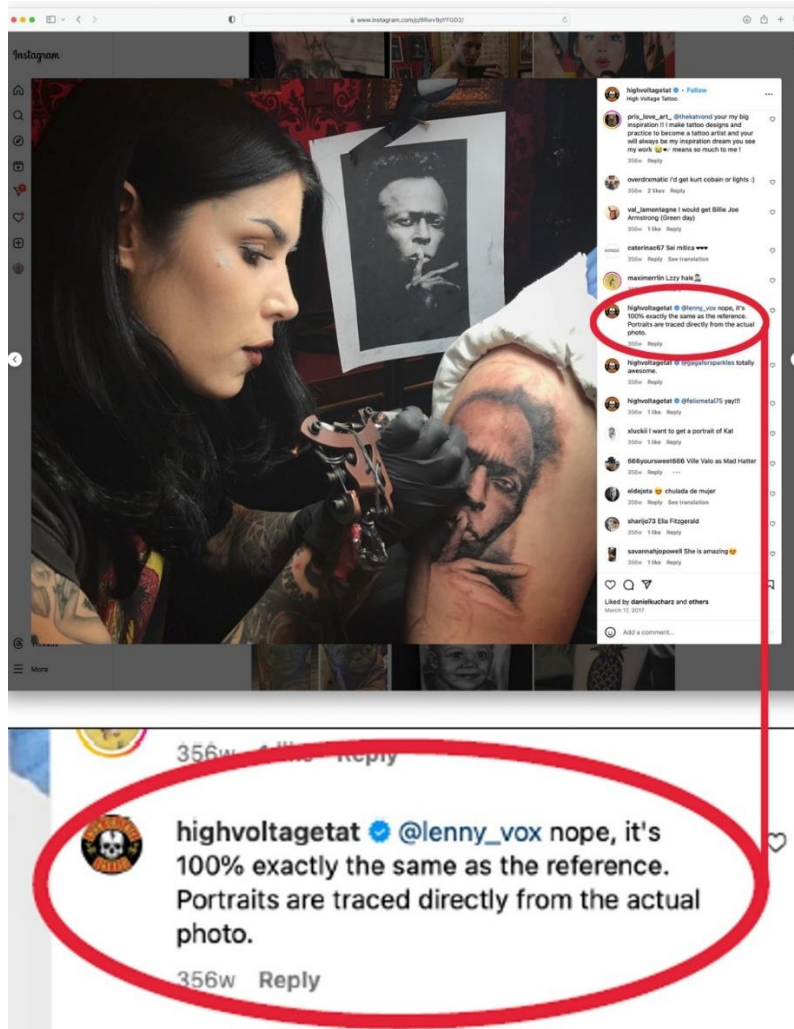 www.instagram.com/p/BRwv9pYFGD2/
Instagram
highvoltagetat • Follow
High Voltage Tattoo
pris_love_art_ @thekatvond your my big
inspiration !! I make tattoo designs and
practice to become a tattoo artist and your
will always be my inspiration dream you see
my work 😭❤️ means so much to me !
356w Reply
overdrxmatic i'd get kurt cobain or lights :)
356w 2 likes Reply
val_lamontagne I would get Billie Joe
Armstrong (Green day)
356w 1 like Reply
caterinac67 Sei mitica ❤❤❤
356w Reply See translation
maximerrlin Lzzy hale
highvoltagetat @lenny_vox nope, it's
100% exactly the same as the reference.
Portraits are traced directly from the actual
photo.
356w Reply
highvoltagetat @gagaforsparkles totally
awesome.
356w Reply
highvoltagetat @felixmetal75 yay!!!
356w 1 like Reply
xluckii I want to get a portrait of Kat
356w 1 like Reply
666yoursweet666 Ville Valo as Mad Hatter
356w Reply ...
eldejota 😍 chulada de mujer
356w Reply See translation
sharijo73 Ella Fitzgerald
356w 1 like Reply
savannahjopowell She is amazing😍
356w 1 like Reply
Liked by danielkucharz and others
March 17, 2017
Add a comment...
More
356w 1 like Reply
highvoltagetat @lenny_vox nope, it's
100% exactly the same as the reference.
Portraits are traced directly from the actual
photo.
356w Reply